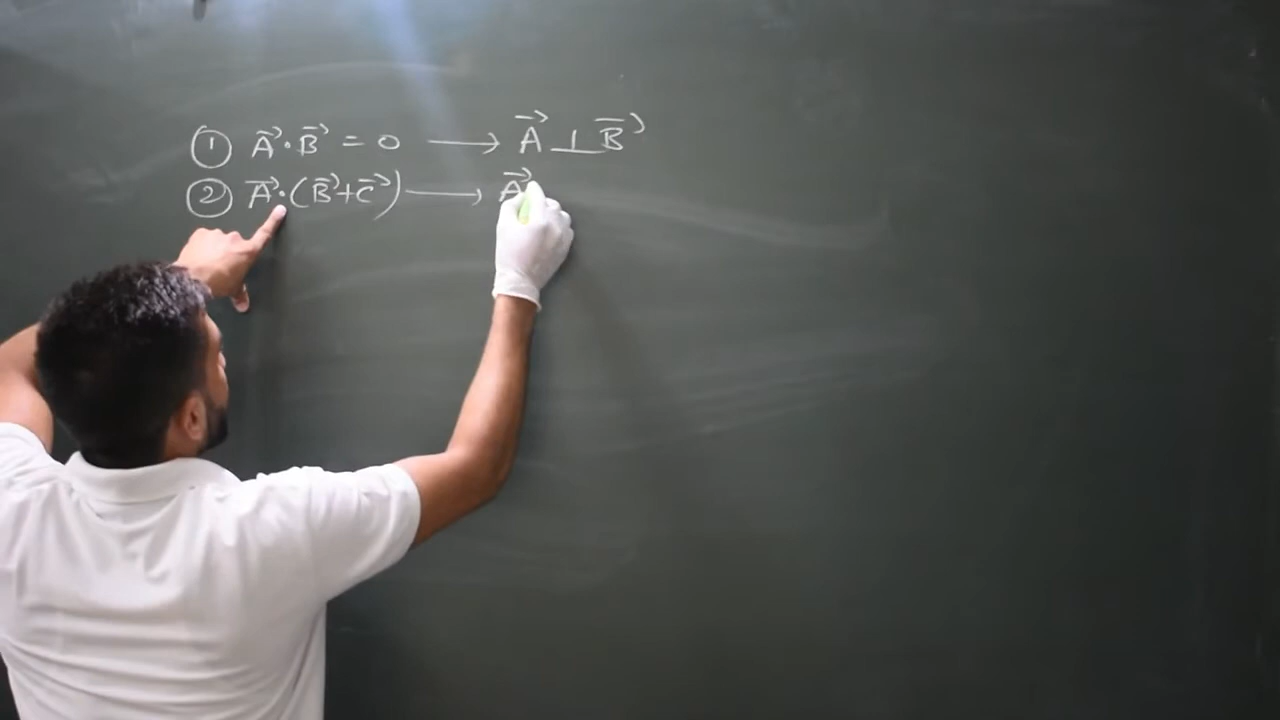 ① A⃗·B⃗ = 0 ⟶ A⃗ ⊥ B⃗
② A⃗·(B⃗+C⃗) ⟶ A⃗